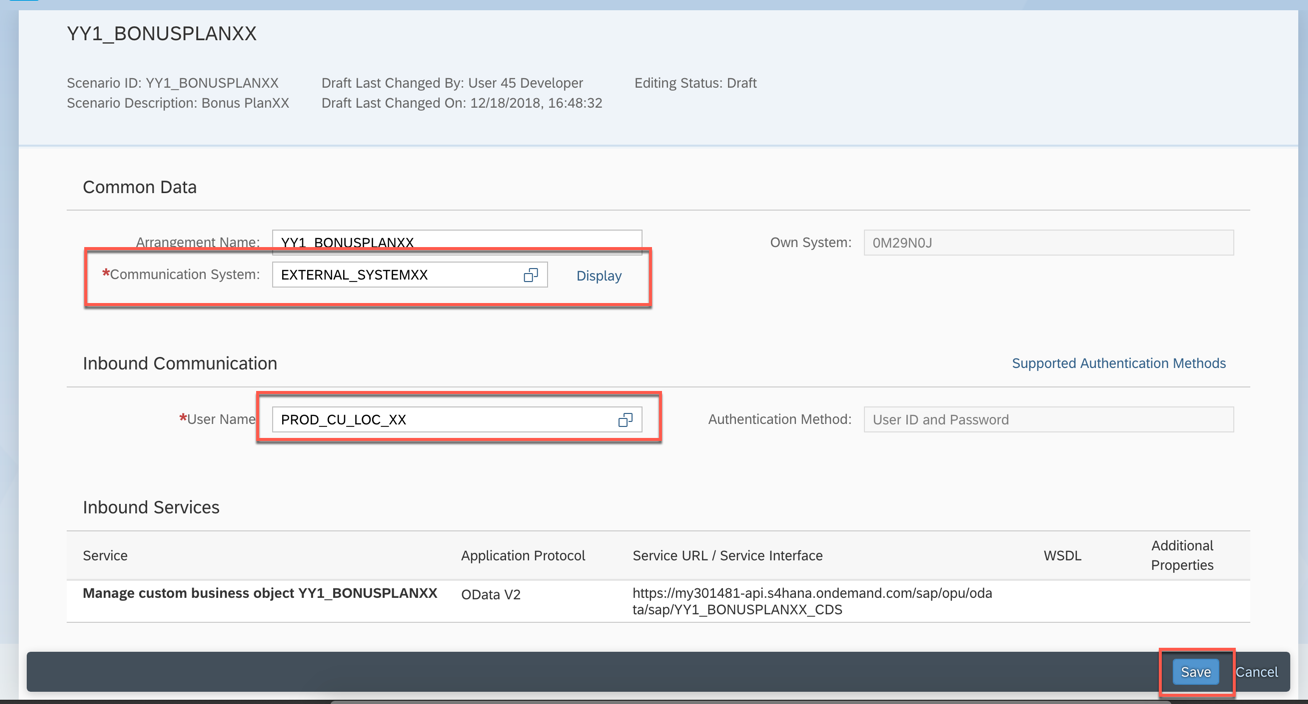 YY1_BONUSPLANXX
Scenario ID: YY1_BONUSPLANXX
Draft Last Changed By: User 45 Developer
Editing Status: Draft
Scenario Description: Bonus PlanXX
Draft Last Changed On: 12/18/2018, 16:48:32
Common Data
Arrangement Name: YY1_BONUSPLANXX
Own System: 0M29N0J
*Communication System: EXTERNAL_SYSTEMXX Display
Inbound Communication
Supported Authentication Methods
*User Name PROD_CU_LOC_XX
Authentication Method: User ID and Password
Inbound Services
Service
Application Protocol
Service URL / Service Interface
WSDL
Additional
Properties
Manage custom business object YY1_BONUSPLANXX
OData V2
https://my301481-api.s4hana.ondemand.com/sap/opu/oda
ta/sap/YY1_BONUSPLANXX_CDS
Save
Cancel